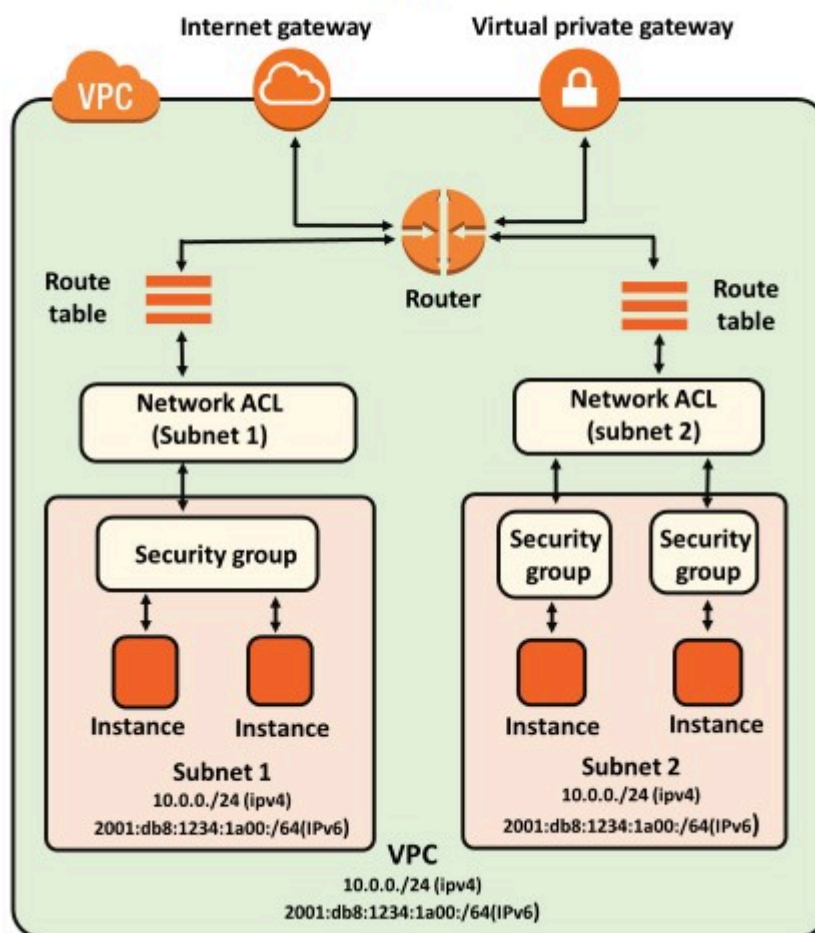 Internet gateway
Virtual private gateway
VPC
Router
Route
table
Route
table
Network ACL
(Subnet 1)
Network ACL
(subnet 2)
Security group
Security
group
Security
group
Instance
Instance
Instance
Instance
Subnet 1
10.0.0./24 (ipv4)
2001:db8:1234:1a00:/64(IPv6)
Subnet 2
10.0.0./24 (ipv4)
2001:db8:1234:1a00:/64(IPv6)
VPC
10.0.0./24 (ipv4)
2001:db8:1234:1a00:/64(IPv6)